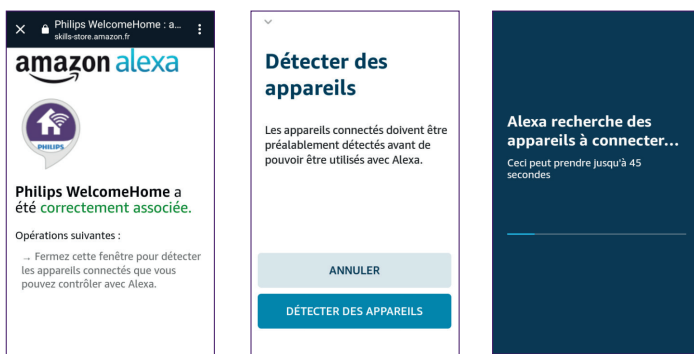 Philips WelcomeHome : a...
skills-store.amazon.fr
amazon alexa
PHILIPS
Philips WelcomeHome a
été correctement associée.
Opérations suivantes :
→ Fermez cette fenêtre pour détecter
les appareils connectés que vous
pouvez contrôler avec Alexa.
Détecter des
appareils
Les appareils connectés doivent être
préalablement détectés avant de
pouvoir être utilisés avec Alexa.
ANNULER
DÉTECTER DES APPAREILS
Alexa recherche des
appareils à connecter...
Ceci peut prendre jusqu'à 45
secondes